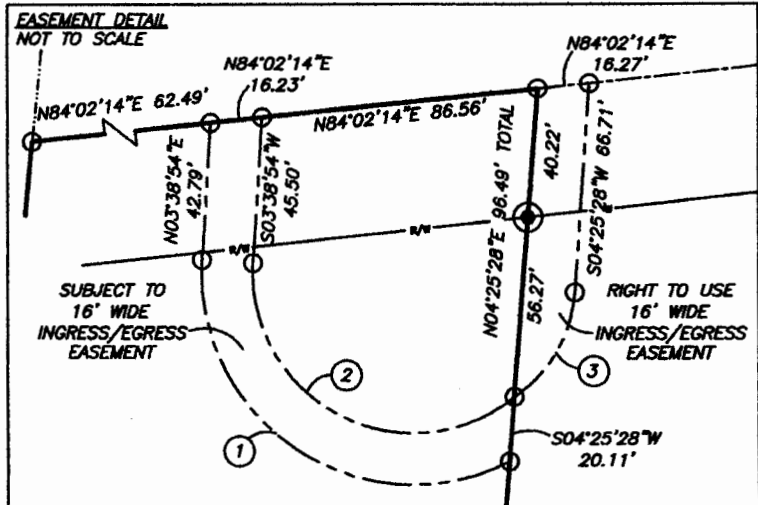 EASEMENT DETAIL
NOT TO SCALE
N84°02'14"E 62.49'
N84°02'14"E
16.23'
N84°02'14"E 86.56'
N84°02'14"E
16.27'
N03°38'54"E
42.79'
S03°38'54"W
45.50'
N04°25'28"E 96.49' TOTAL
40.22'
56.27'
S04°25'28"W 66.71'
R/W
R/W
SUBJECT TO
16' WIDE
INGRESS/EGRESS
EASEMENT
RIGHT TO USE
16' WIDE
INGRESS/EGRESS
EASEMENT
1
2
3
S04°25'28"W
20.11'